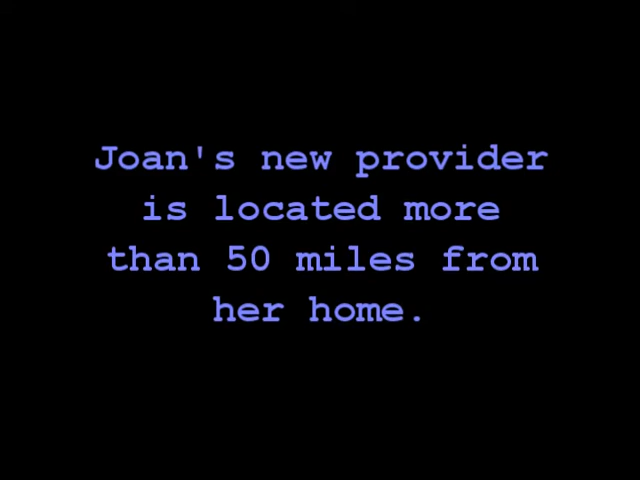 Joan's new provider
is located more
than 50 miles from
her home.